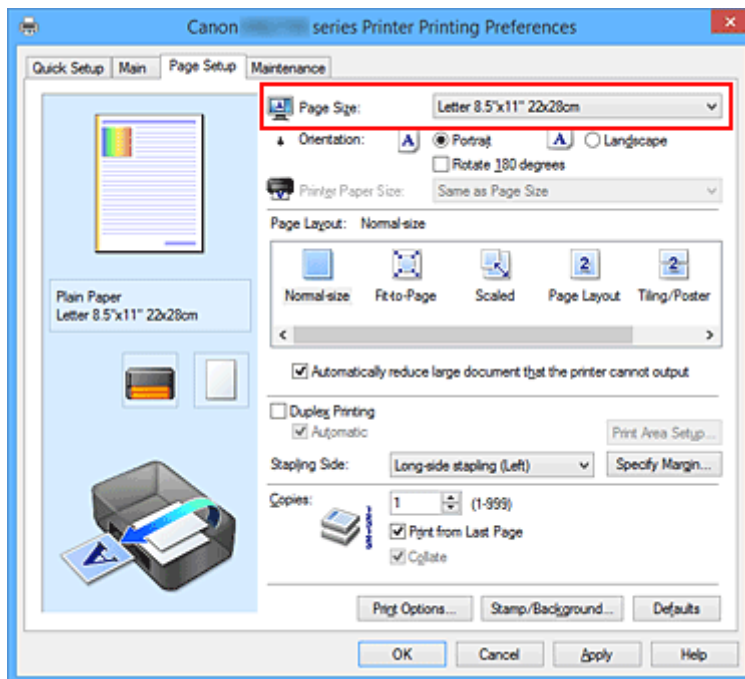 Canon series Printer Printing Preferences
Quick Setup Main Page Setup Maintenance
Page Size: Letter 8.5"x11" 22x28cm
Orientation: A Portrait A Landscape
Rotate 180 degrees
Printer Paper Size: Same as Page Size
Page Layout: Normal-size
Normal-size Fit-to-Page Scaled Page Layout Tiling/Poster
Plain Paper
Letter 8.5"x11" 22x28cm
Automatically reduce large document that the printer cannot output
Duplex Printing
Automatic
Print Area Setup...
Stapling Side: Long-side stapling (Left) Specify Margin...
Copies: 1 (1-999)
Print from Last Page
Collate
Print Options... Stamp/Background... Defaults
OK Cancel Apply Help